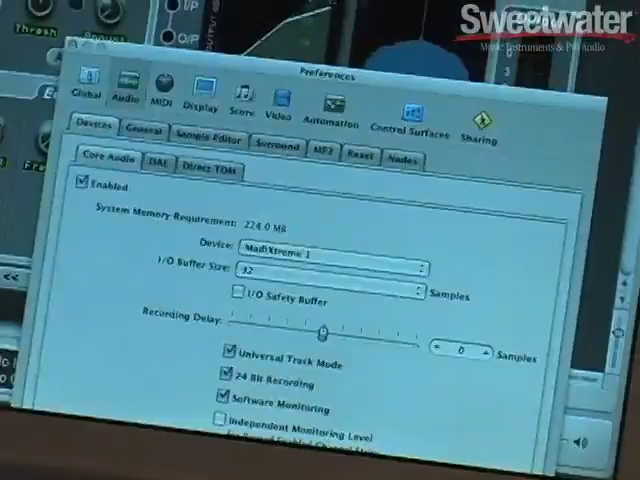 Sweetwater
Music Instruments & Pro Audio
Thresh
I/P
O/P
Preferences
Global
Audio
MIDI
Display
Score
Video
Automation
Control Surfaces
Sharing
Devices
General
Sample Editor
Surround
MP3
Reset
Nodes
Core Audio
DAE
Direct TDM
Enabled
System Memory Requirement: 224.0 MB
Device: MadiXtreme 1
I/O Buffer Size: 32 Samples
I/O Safety Buffer
Recording Delay: 0 Samples
Universal Track Mode
24 Bit Recording
Software Monitoring
Independent Monitoring Level